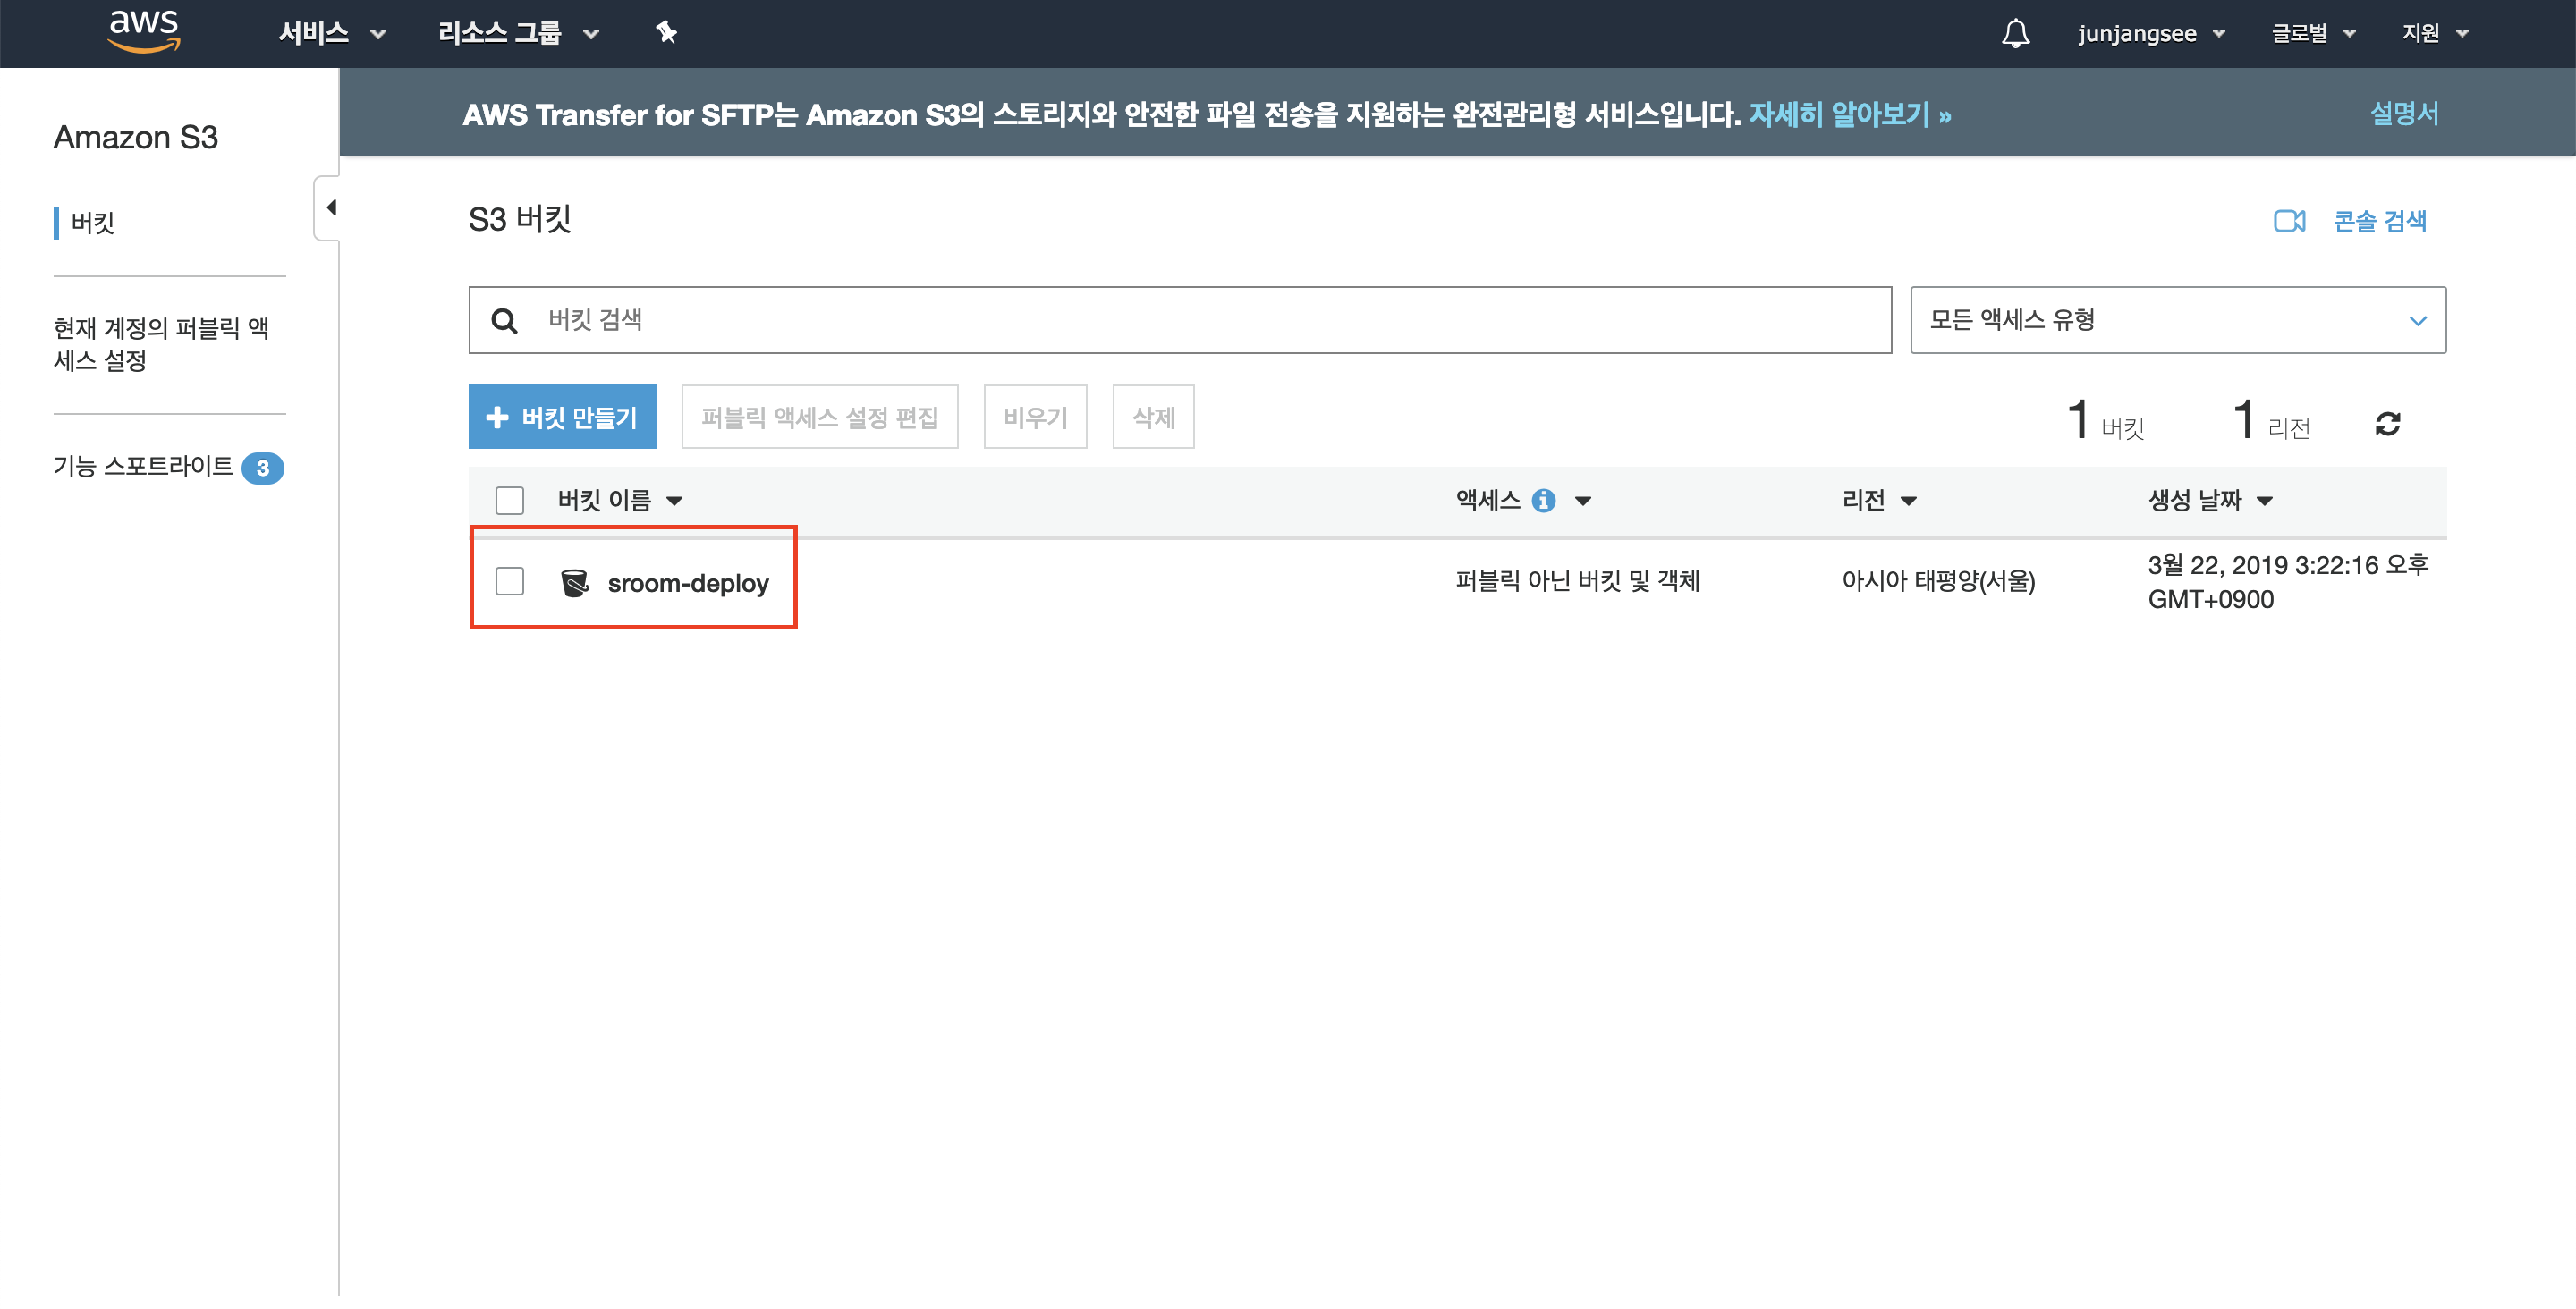 aws 서비스 리소스 그룹 junjangsee 글로벌 지원
AWS Transfer for SFTP는 Amazon S3의 스토리지와 안전한 파일 전송을 지원하는 완전관리형 서비스입니다. 자세히 알아보기 » 설명서
Amazon S3
버킷
현재 계정의 퍼블릭 액
세스 설정
기능 스포트라이트 3
S3 버킷 콘솔 검색
버킷 검색 모든 액세스 유형
버킷 만들기 퍼블릭 액세스 설정 편집 비우기 삭제 1 버킷 1 리전
버킷 이름 액세스 리전 생성 날짜
sroom-deploy 퍼블릭 아닌 버킷 및 객체 아시아 태평양(서울) 3월 22, 2019 3:22:16 오후
GMT+0900